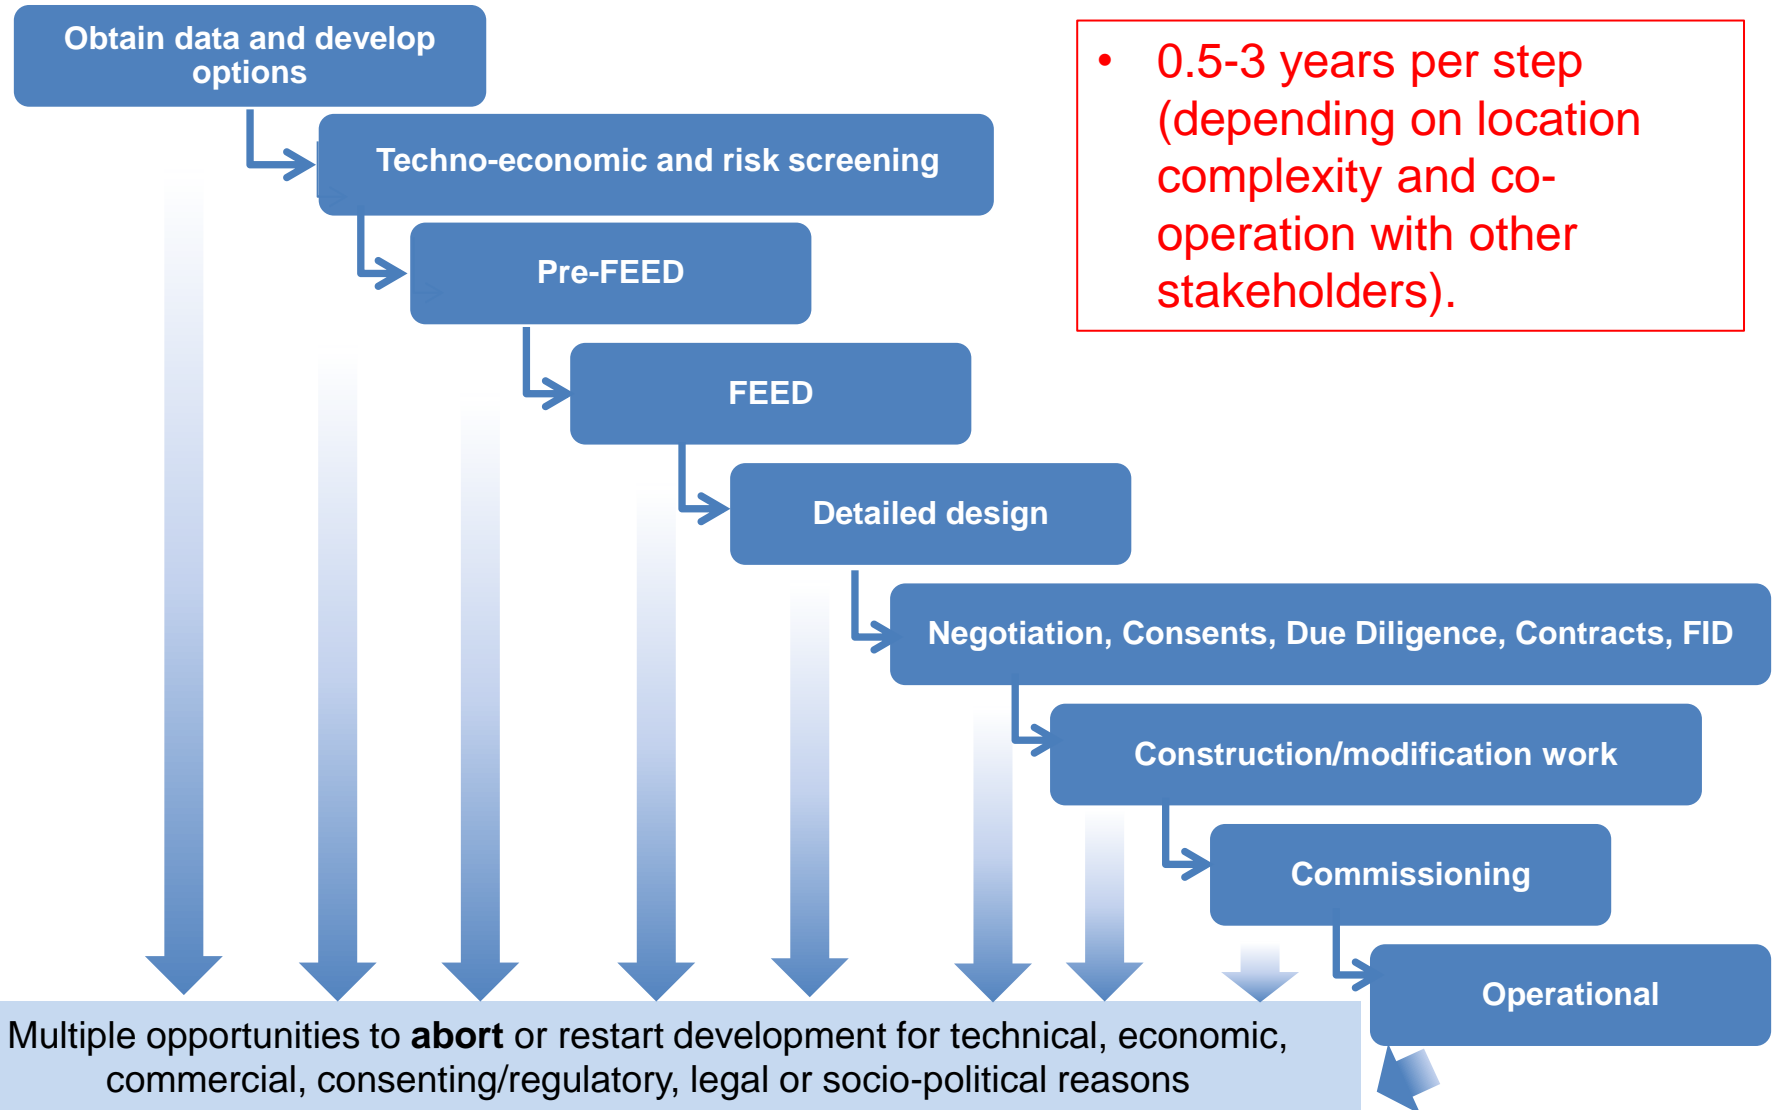 Obtain data and develop
options
Techno-economic and risk screening
Pre-FEED
FEED
Detailed design
Negotiation, Consents, Due Diligence, Contracts, FID
Construction/modification work
Commissioning
Operational
• 0.5-3 years per step
(depending on location
complexity and co-
operation with other
stakeholders).
Multiple opportunities to abort or restart development for technical, economic,
commercial, consenting/regulatory, legal or socio-political reasons